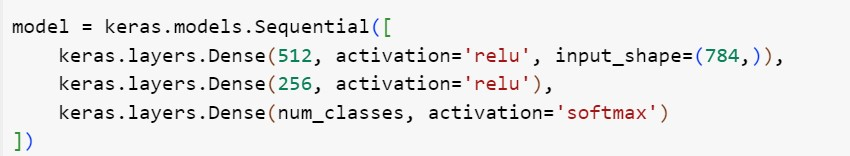 model = keras.models.Sequential([
    keras.layers.Dense(512, activation='relu', input_shape=(784,)),
    keras.layers.Dense(256, activation='relu'),
    keras.layers.Dense(num_classes, activation='softmax')
])